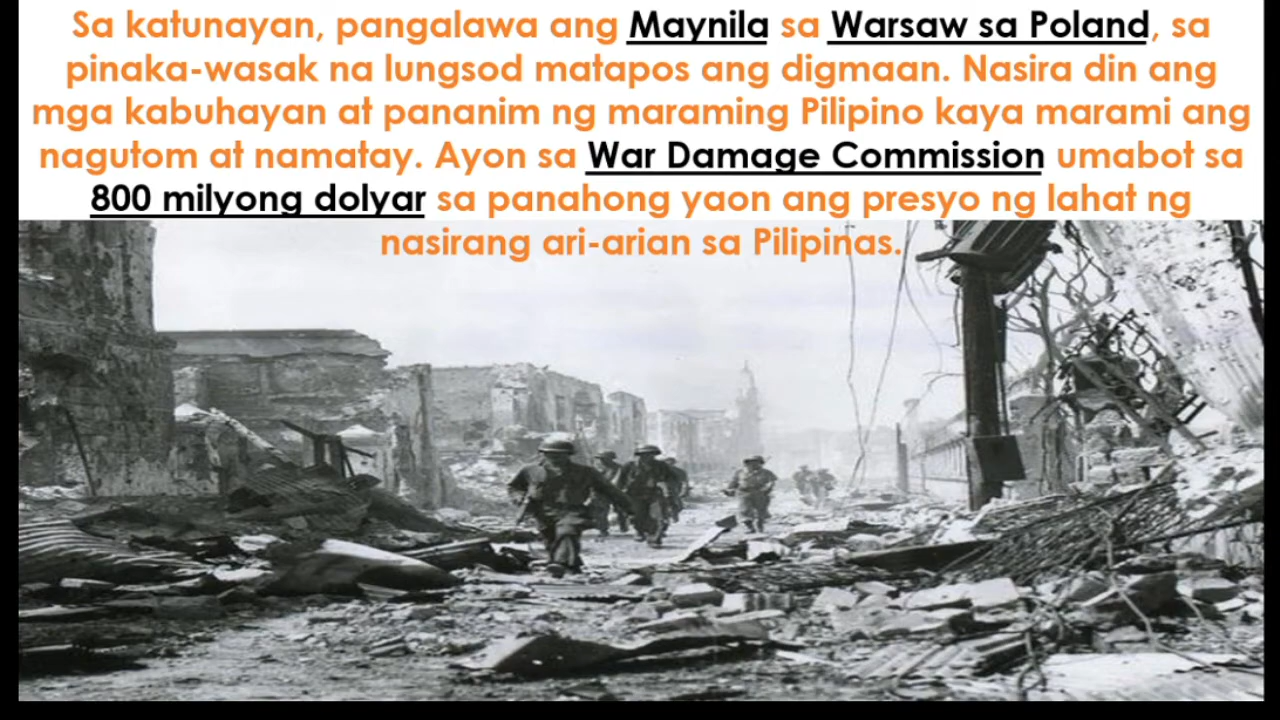 Sa katunayan, pangalawa ang Maynila sa Warsaw sa Poland, sa
pinaka-wasak na lungsod matapos ang digmaan. Nasira din ang
mga kabuhayan at pananim ng maraming Pilipino kaya marami ang
nagutom at namatay. Ayon sa War Damage Commission umabot sa
800 milyong dolyar sa panahong yaon ang presyo ng lahat ng
nasirang ari-arian sa Pilipinas.